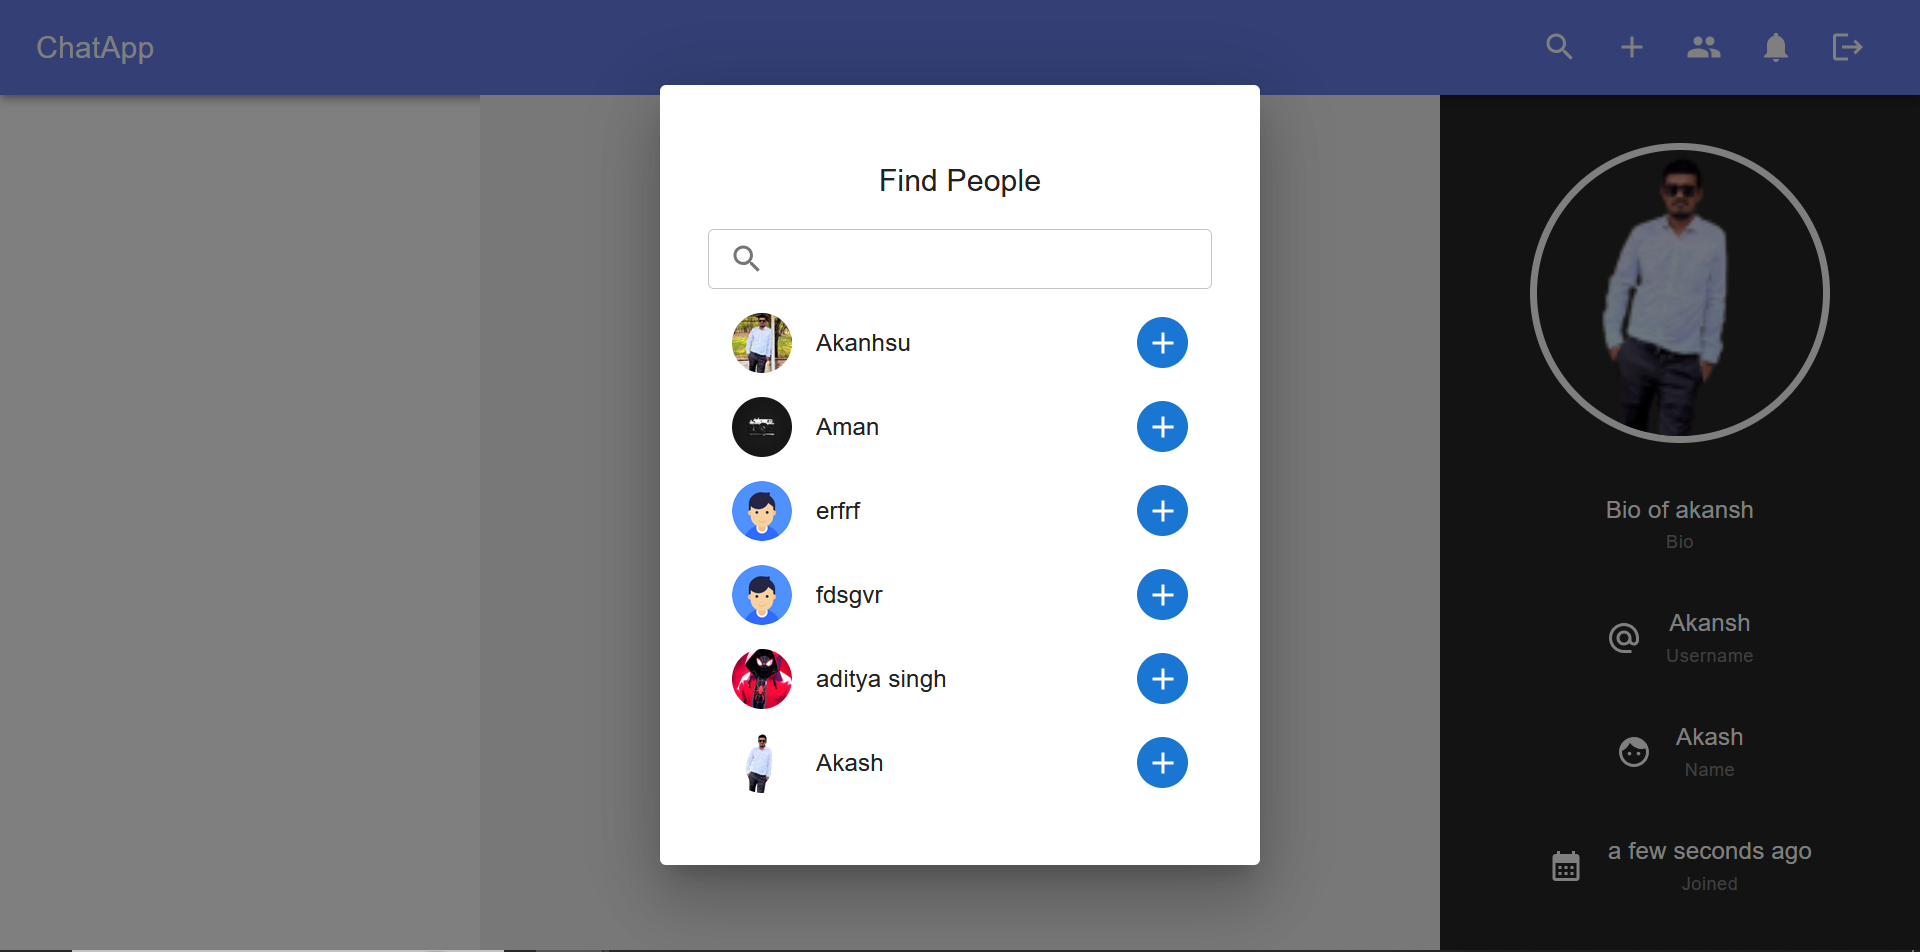 ChatApp
Find People
Akanhsu
Aman
erfrf
fdsgvr
aditya singh
Akash
Bio of akansh
Bio
Akansh
Username
Akash
Name
a few seconds ago
Joined